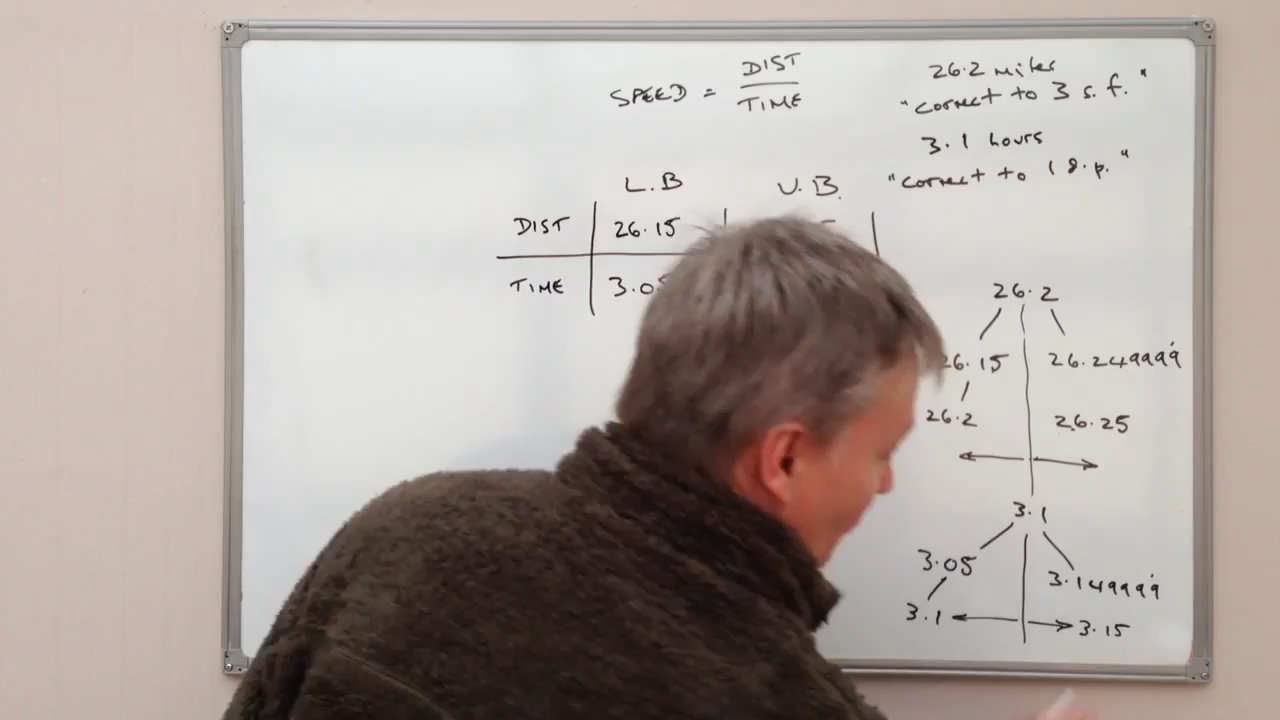 SPEED = DIST
TIME
26.2 miles
"correct to 3 s.f."
3.1 hours
"correct to 1 d.p."
L.B U.B.
DIST 26.15
TIME 3.05
26.2
26.15 26.249999
26.2 26.25
3.1
3.05 3.149999
3.1 3.15